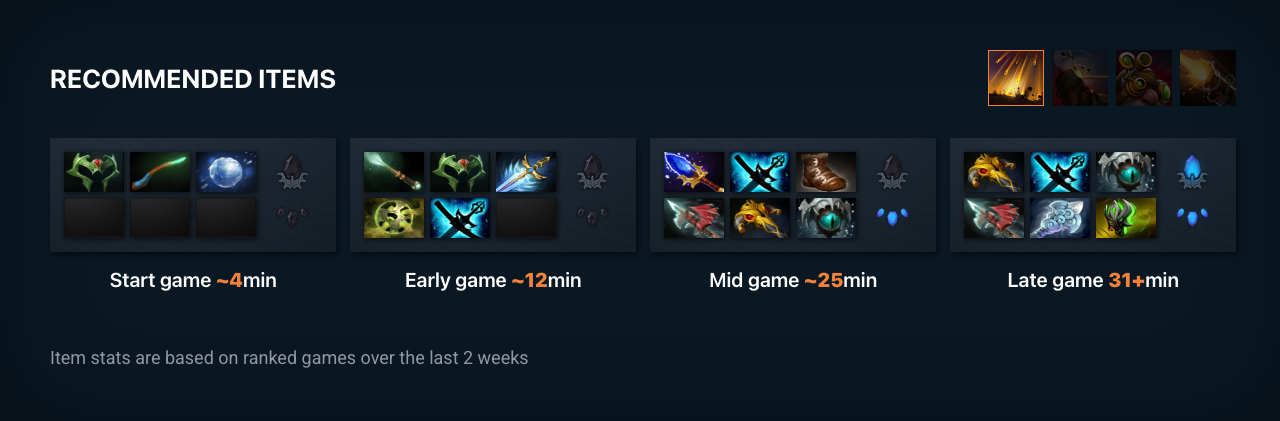 RECOMMENDED ITEMS
Start game ~4min
Early game ~12min
Mid game ~25min
Late game 31+min
Item stats are based on ranked games over the last 2 weeks